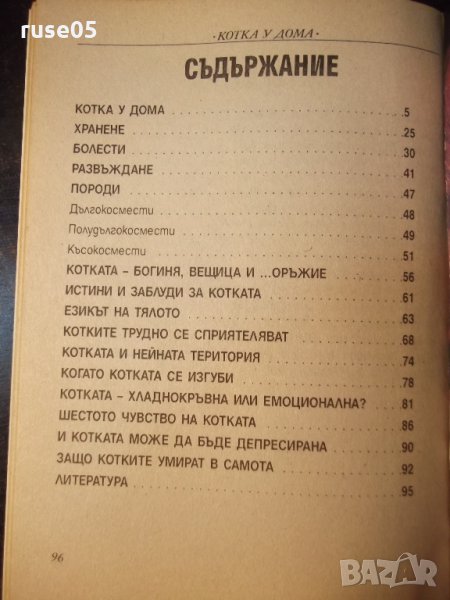 ruse05
·КОТКА У ДОМА·
СЪДЪРЖАНИЕ
КОТКА У ДОМА 5
ХРАНЕНЕ 25
БОЛЕСТИ 30
РАЗВЪЖДАНЕ 41
ПОРОДИ 47
Дългокосмести 48
Полудългокосмести 49
Късокосмести 51
КОТКАТА – БОГИНЯ, ВЕЩИЦА И ...ОРЪЖИЕ 56
ИСТИНИ И ЗАБЛУДИ ЗА КОТКАТА 61
ЕЗИКЪТ НА ТЯЛОТО 63
КОТКИТЕ ТРУДНО СЕ СПРИЯТЕЛЯВАТ 68
КОТКАТА И НЕЙНАТА ТЕРИТОРИЯ 74
КОГАТО КОТКАТА СЕ ИЗГУБИ 78
КОТКАТА – ХЛАДНОКРЪВНА ИЛИ ЕМОЦИОНАЛНА? 81
ШЕСТОТО ЧУВСТВО НА КОТКАТА 86
И КОТКАТА МОЖЕ ДА БЪДЕ ДЕПРЕСИРАНА 90
ЗАЩО КОТКИТЕ УМИРАТ В САМОТА 92
ЛИТЕРАТУРА 95
96
BAZAR